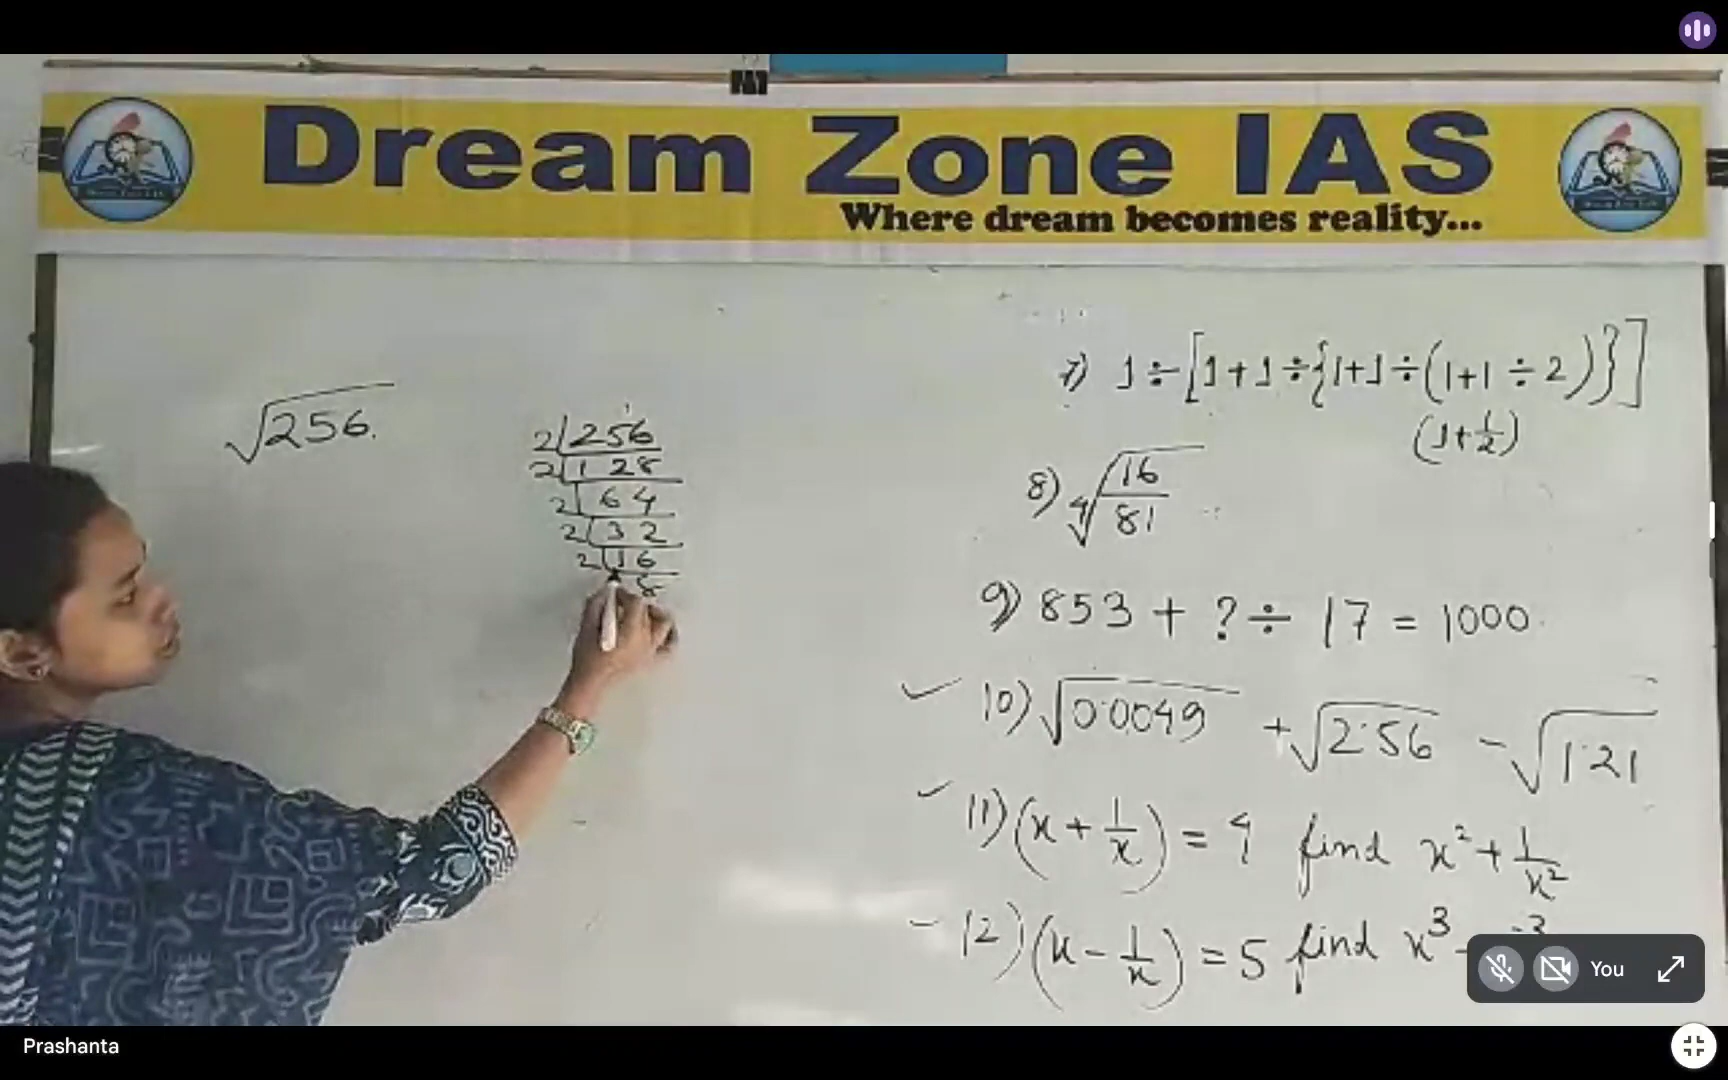 Dream Zone IAS
Where dream becomes reality...
√256.
2|256
2|128
2|64
2|32
2|16
8
7) 1÷[1+1÷{1+1÷(1+1÷2)}]
(1+1/2)
8) ⁴√16/81
9) 853 + ? ÷ 17 = 1000
10) √0.0049 + √2.56 - √1.21
11) (x + 1/x) = 4 find x² + 1/x²
12) (x - 1/x) = 5 find x³ -
You
Prashanta